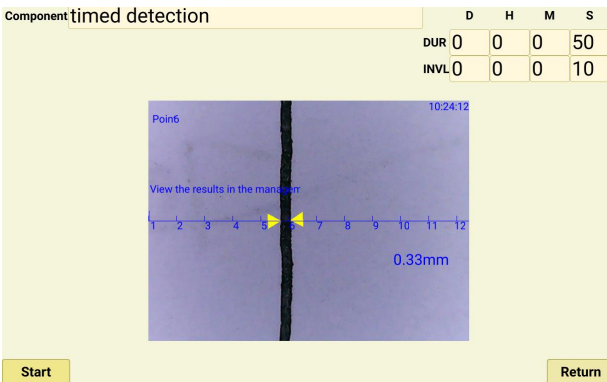 Component timed detection D H M S
DUR 0 0 0 50
INVL 0 0 0 10
10:24:12
Poin6
View the results in the managem
1 2 3 4 5 6 7 8 9 10 11 12
0.33mm
Start Return